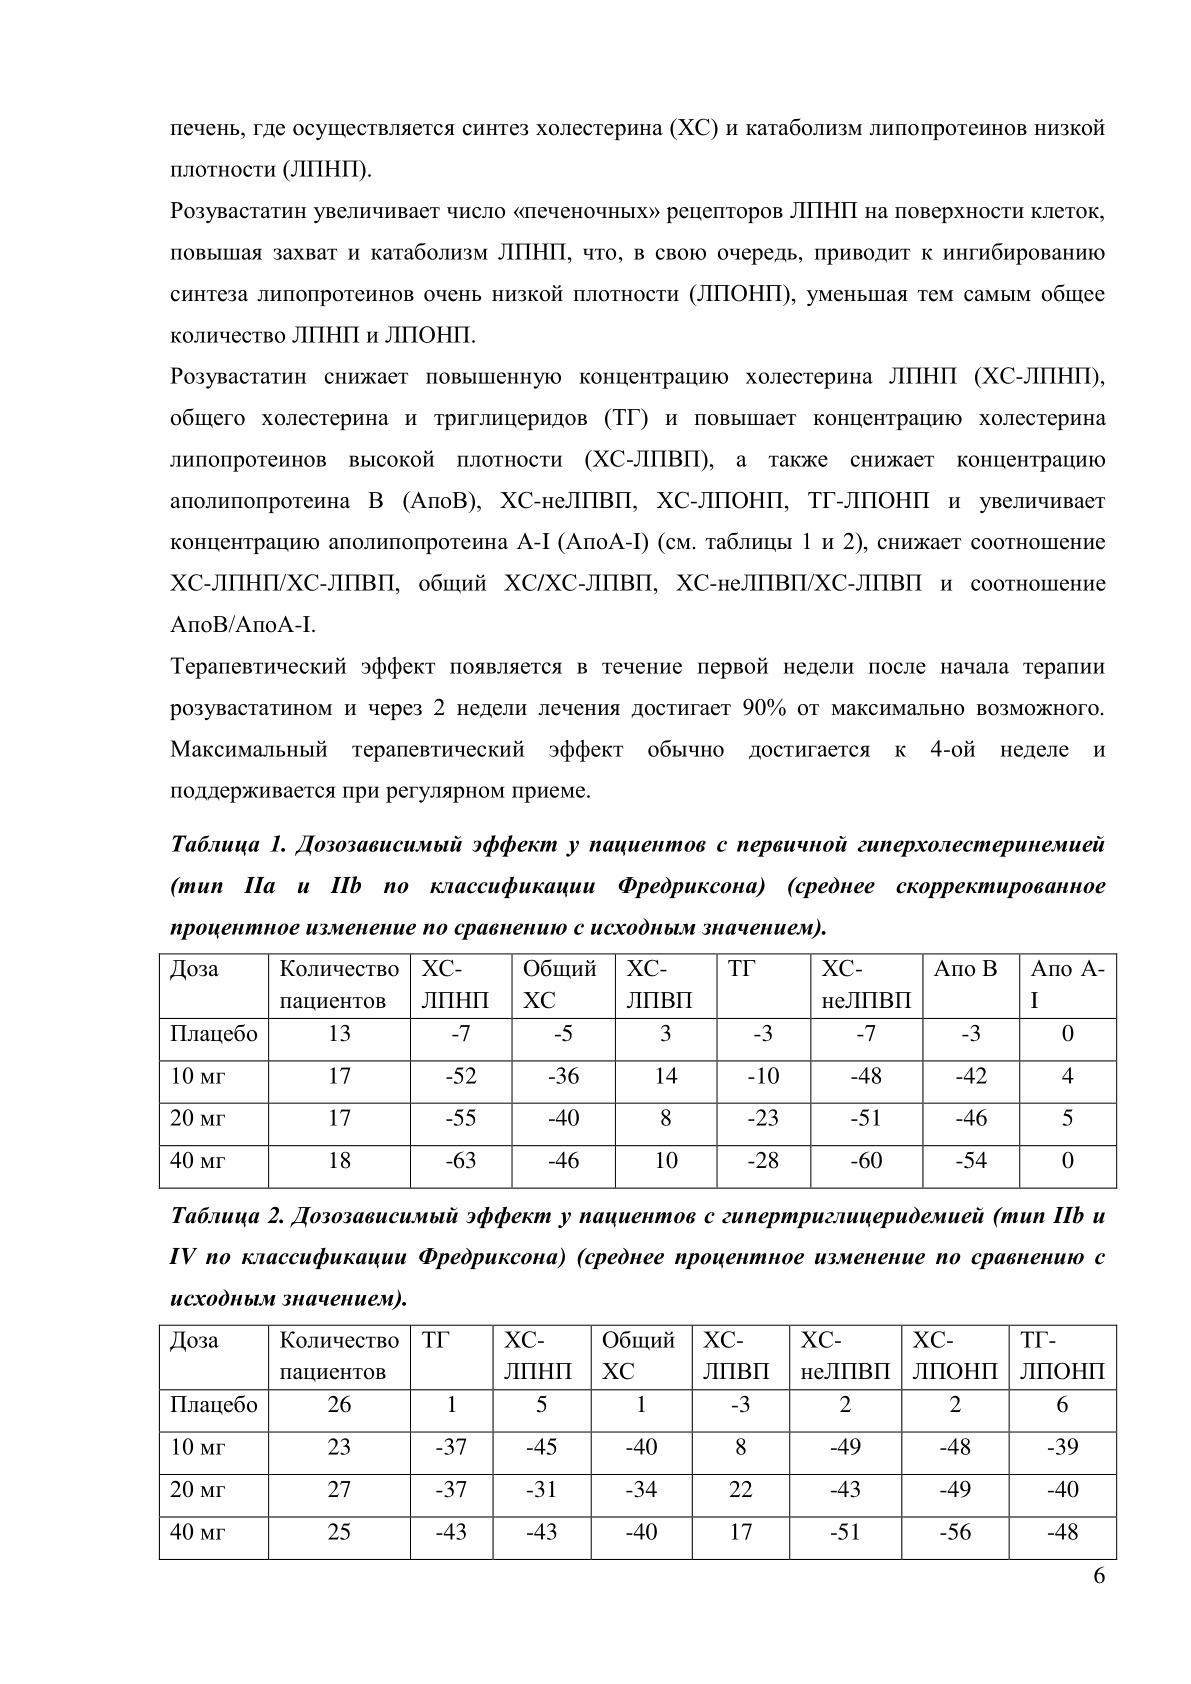 печень, где осуществляется синтез холестерина (ХС) и катаболизм липопротеинов низкой
плотности (ЛПНП).
Розувастатин увеличивает число «печеночных» рецепторов ЛПНП на поверхности клеток,
повышая захват и катаболизм ЛПНП, что, в свою очередь, приводит к ингибированию
синтеза липопротеинов очень низкой плотности (ЛПОНП), уменьшая тем самым общее
количество ЛПНП и ЛПОНП.
Розувастатин снижает повышенную концентрацию холестерина ЛПНП (ХС-ЛПНП),
общего холестерина и триглицеридов (ТГ) и повышает концентрацию холестерина
липопротеинов высокой плотности (ХС-ЛПВП), а также снижает концентрацию
аполипопротеина В (АпоВ), ХС-неЛПВП, ХС-ЛПОНП, ТГ-ЛПОНП и увеличивает
концентрацию аполипопротеина А-I (АпоА-I) (см. таблицы 1 и 2), снижает соотношение
ХС-ЛПНП/ХС-ЛПВП, общий ХС/ХС-ЛПВП, ХС-неЛПВП/ХС-ЛПВП и соотношение
АпоВ/АпоА-I.
Терапевтический эффект появляется в течение первой недели после начала терапии
розувастатином и через 2 недели лечения достигает 90% от максимально возможного.
Максимальный терапевтический эффект обычно достигается к 4-ой неделе и
поддерживается при регулярном приеме.
Таблица 1. Дозозависимый эффект у пациентов с первичной гиперхолестеринемией
(тип IIa и IIb по классификации Фредриксона) (среднее скорректированное
процентное изменение по сравнению с исходным значением).
Доза Количество ХС- Общий ХС- ТГ ХС- Апо В Апо А-
пациентов ЛПНП ХС ЛПВП неЛПВП I
Плацебо 13 -7 -5 3 -3 -7 -3 0
10 мг 17 -52 -36 14 -10 -48 -42 4
20 мг 17 -55 -40 8 -23 -51 -46 5
40 мг 18 -63 -46 10 -28 -60 -54 0
Таблица 2. Дозозависимый эффект у пациентов с гипертриглицеридемией (тип IIb и
IV по классификации Фредриксона) (среднее процентное изменение по сравнению с
исходным значением).
Доза Количество ТГ ХС- Общий ХС- ХС- ХС- ТГ-
пациентов ЛПНП ХС ЛПВП неЛПВП ЛПОНП ЛПОНП
Плацебо 26 1 5 1 -3 2 2 6
10 мг 23 -37 -45 -40 8 -49 -48 -39
20 мг 27 -37 -31 -34 22 -43 -49 -40
40 мг 25 -43 -43 -40 17 -51 -56 -48
6